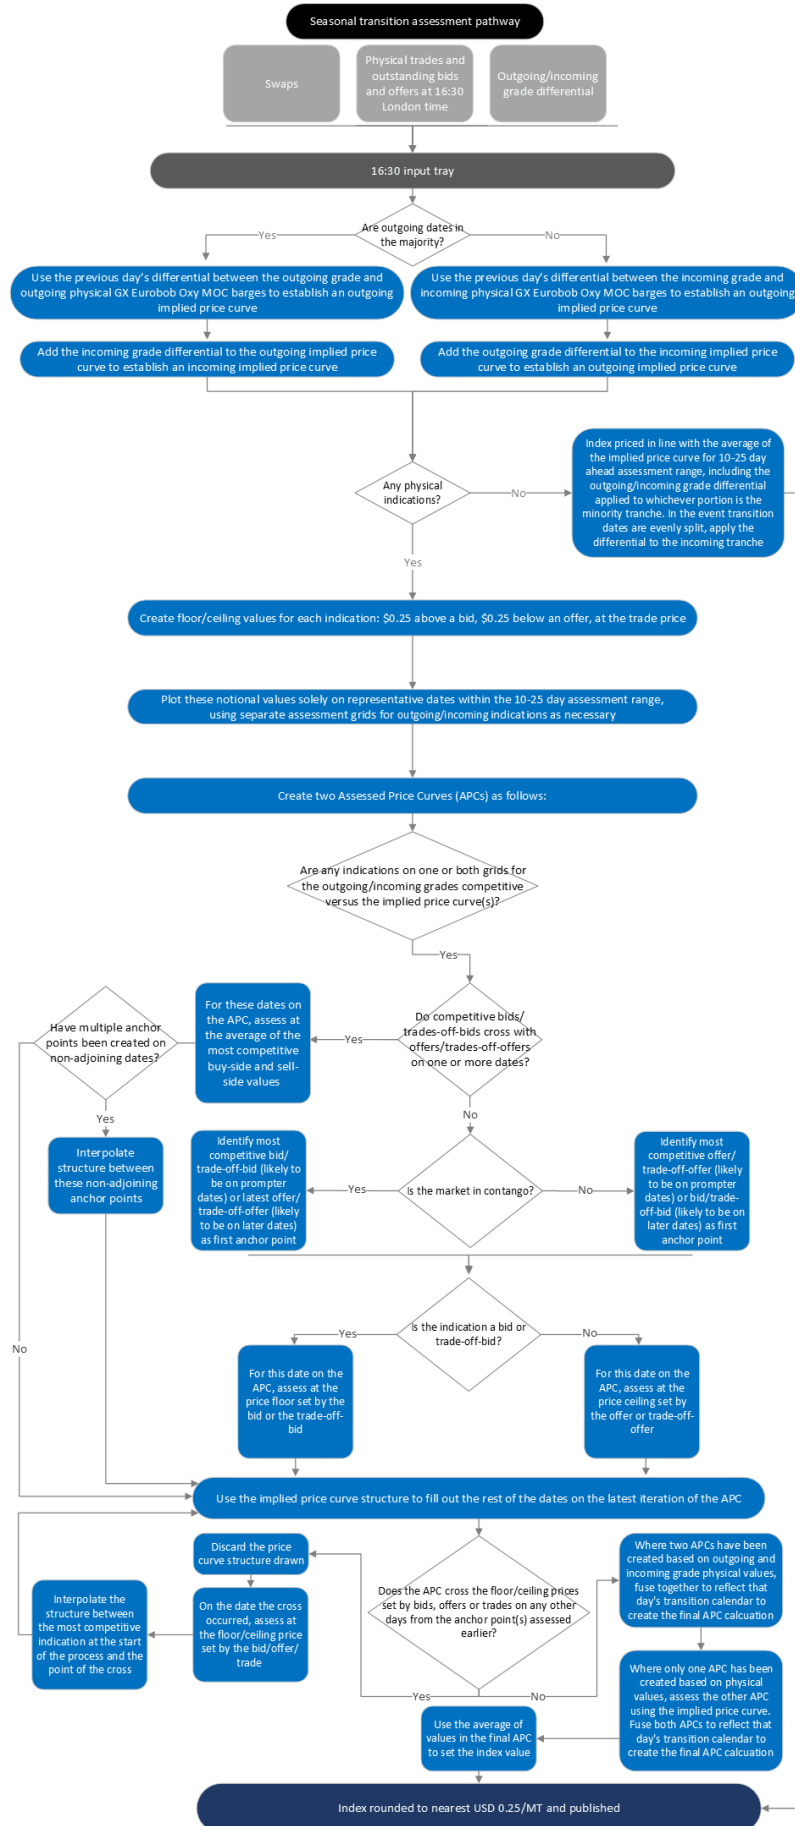 Seasonal transition assessment pathway
Swaps
Physical trades and
outstanding bids
and offers at 16:30
London time
Outgoing/incoming
grade differential
16:30 input tray
Are outgoing dates in
the majority?
Yes
No
Use the previous day's differential between the outgoing grade and
outgoing physical GX Eurobob Oxy MOC barges to establish an outgoing
implied price curve
Use the previous day's differential between the incoming grade and
incoming physical GX Eurobob Oxy MOC barges to establish an outgoing
implied price curve
Add the incoming grade differential to the outgoing implied price
curve to establish an incoming implied price curve
Add the outgoing grade differential to the incoming implied price
curve to establish an outgoing implied price curve
Any physical
indications?
No
Index priced in line with the average of
the implied price curve for 10-25 day
ahead assessment range, including the
outgoing/incoming grade differential
applied to whichever portion is the
minority tranche. In the event transition
dates are evenly split, apply the
differential to the incoming tranche
Yes
Create floor/ceiling values for each indication: $0.25 above a bid, $0.25 below an offer, at the trade price
Plot these notional values solely on representative dates within the 10-25 day assessment range,
using separate assessment grids for outgoing/incoming indications as necessary
Create two Assessed Price Curves (APCs) as follows:
Are any indications on one or both grids for
the outgoing/incoming grades competitive
versus the implied price curve(s)?
Yes
Do competitive bids/
trades-off-bids cross with
offers/trades-off-offers
on one or more dates?
Yes
For these dates on
the APC, assess at
the average of the
most competitive
buy-side and sell-
side values
Have multiple anchor
points been created on
non-adjoining dates?
Yes
Interpolate
structure between
these non-adjoining
anchor points
No
No
Is the market in contango?
Yes
Identify most
competitive bid/
trade-off-bid (likely to
be on prompter
dates) or latest offer/
trade-off-offer (likely
to be on later dates)
as first anchor point
No
Identify most
competitive offer/
trade-off-offer (likely
to be on prompter
dates) or bid/trade-
off-bid (likely to be on
later dates) as first
anchor point
Is the indication a bid or
trade-off-bid?
Yes
No
For this date on the
APC, assess at the
price floor set by the
bid or the trade-off-
bid
For this date on the
APC, assess at the
price ceiling set by
the offer or trade-off-
offer
Use the implied price curve structure to fill out the rest of the dates on the latest iteration of the APC
Does the APC cross the floor/ceiling prices
set by bids, offers or trades on any other
days from the anchor point(s) assessed
earlier?
Yes
No
Discard the price
curve structure drawn
On the date the cross
occurred, assess at
the floor/ceiling price
set by the bid/offer/
trade
Interpolate the
structure between
the most competitive
indication at the start
of the process and the
point of the cross
Where two APCs have been
created based on outgoing and
incoming grade physical values,
fuse together to reflect that
day's transition calendar to
create the final APC calcuation
Where only one APC has been
created based on physical
values, assess the other APC
using the implied price curve.
Fuse both APCs to reflect that
day's transition calendar to
create the final APC calcuation
Use the average of
values in the final APC
to set the index value
Index rounded to nearest USD 0.25/MT and published